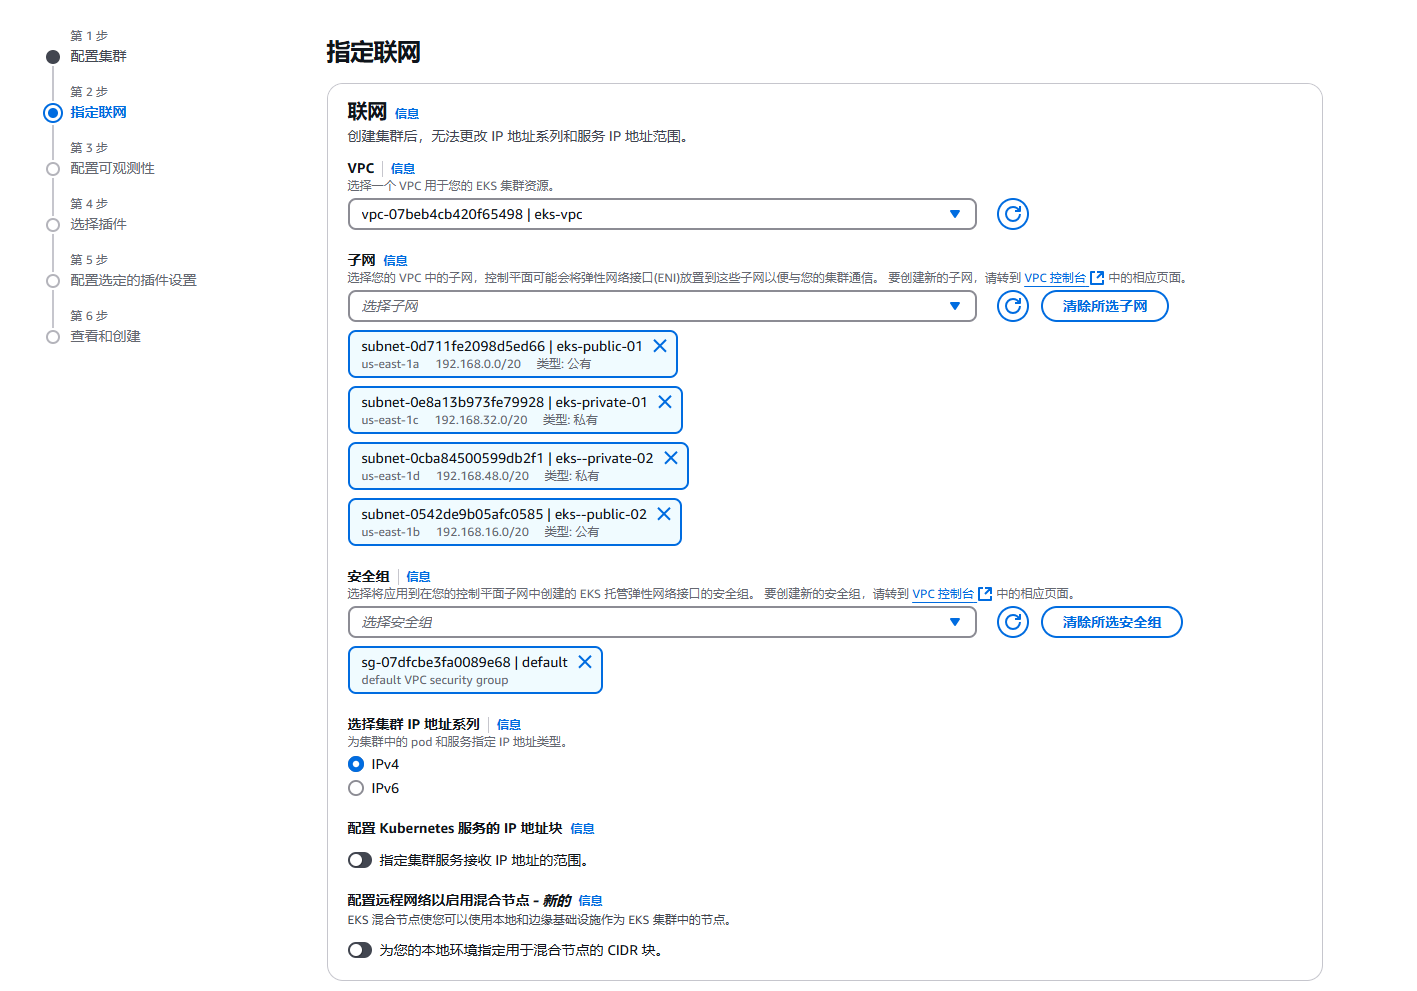 第 1 步
配置集群
第 2 步
指定联网
第 3 步
配置可观测性
第 4 步
选择插件
第 5 步
配置选定的插件设置
第 6 步
查看和创建
指定联网
联网 信息
创建集群后，无法更改 IP 地址系列和服务 IP 地址范围。
VPC 信息
选择一个 VPC 用于您的 EKS 集群资源。
vpc-07beb4cb420f65498 | eks-vpc
子网 信息
选择您的 VPC 中的子网，控制平面可能会将弹性网络接口(ENI)放置到这些子网以便与您的集群通信。 要创建新的子网，请转到 VPC 控制台 中的相应页面。
选择子网
清除所选子网
subnet-0d711fe2098d5ed66 | eks-public-01
us-east-1a 192.168.0.0/20 类型: 公有
subnet-0e8a13b973fe79928 | eks-private-01
us-east-1c 192.168.32.0/20 类型: 私有
subnet-0cba84500599db2f1 | eks--private-02
us-east-1d 192.168.48.0/20 类型: 私有
subnet-0542de9b05afc0585 | eks--public-02
us-east-1b 192.168.16.0/20 类型: 公有
安全组 信息
选择将应用到在您的控制平面子网中创建的 EKS 托管弹性网络接口的安全组。 要创建新的安全组，请转到 VPC 控制台 中的相应页面。
选择安全组
清除所选安全组
sg-07dfcbe3fa0089e68 | default
default VPC security group
选择集群 IP 地址系列 信息
为集群中的 pod 和服务指定 IP 地址类型。
IPv4
IPv6
配置 Kubernetes 服务的 IP 地址块 信息
指定集群服务接收 IP 地址的范围。
配置远程网络以启用混合节点 - 新的 信息
EKS 混合节点使您可以使用本地和边缘基础设施作为 EKS 集群中的节点。
为您的本地环境指定用于混合节点的 CIDR 块。